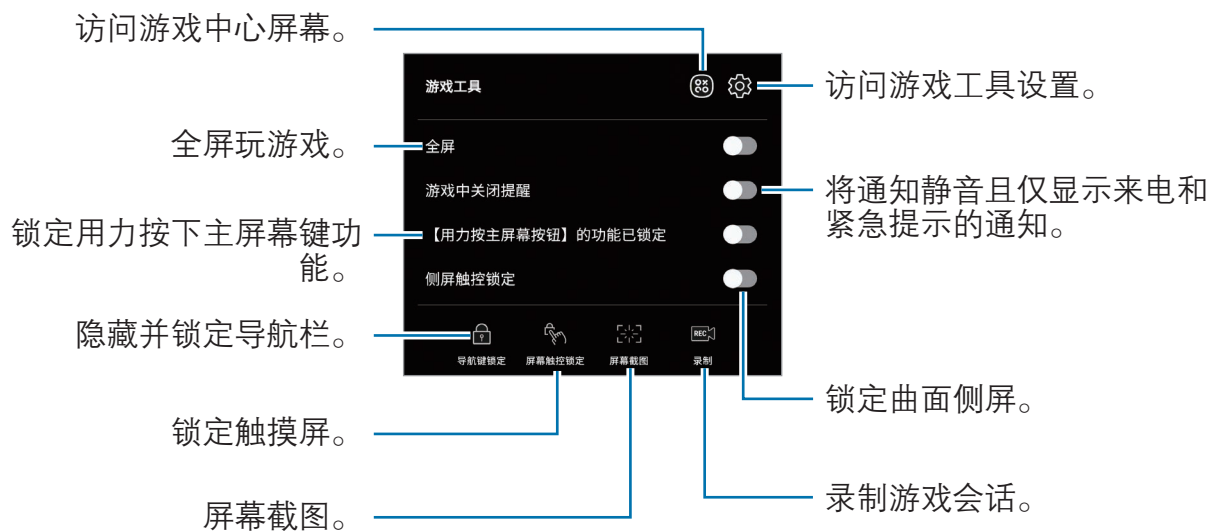 访问游戏中心屏幕。
游戏工具
访问游戏工具设置。
全屏玩游戏。
全屏
游戏中关闭提醒
将通知静音且仅显示来电和
紧急提示的通知。
锁定用力按下主屏幕键功
能。
【用力按主屏幕按钮】的功能已锁定
侧屏触控锁定
隐藏并锁定导航栏。
REC
导航键锁定
屏幕触控锁定
屏幕截图
录制
锁定曲面侧屏。
锁定触摸屏。
录制游戏会话。
屏幕截图。